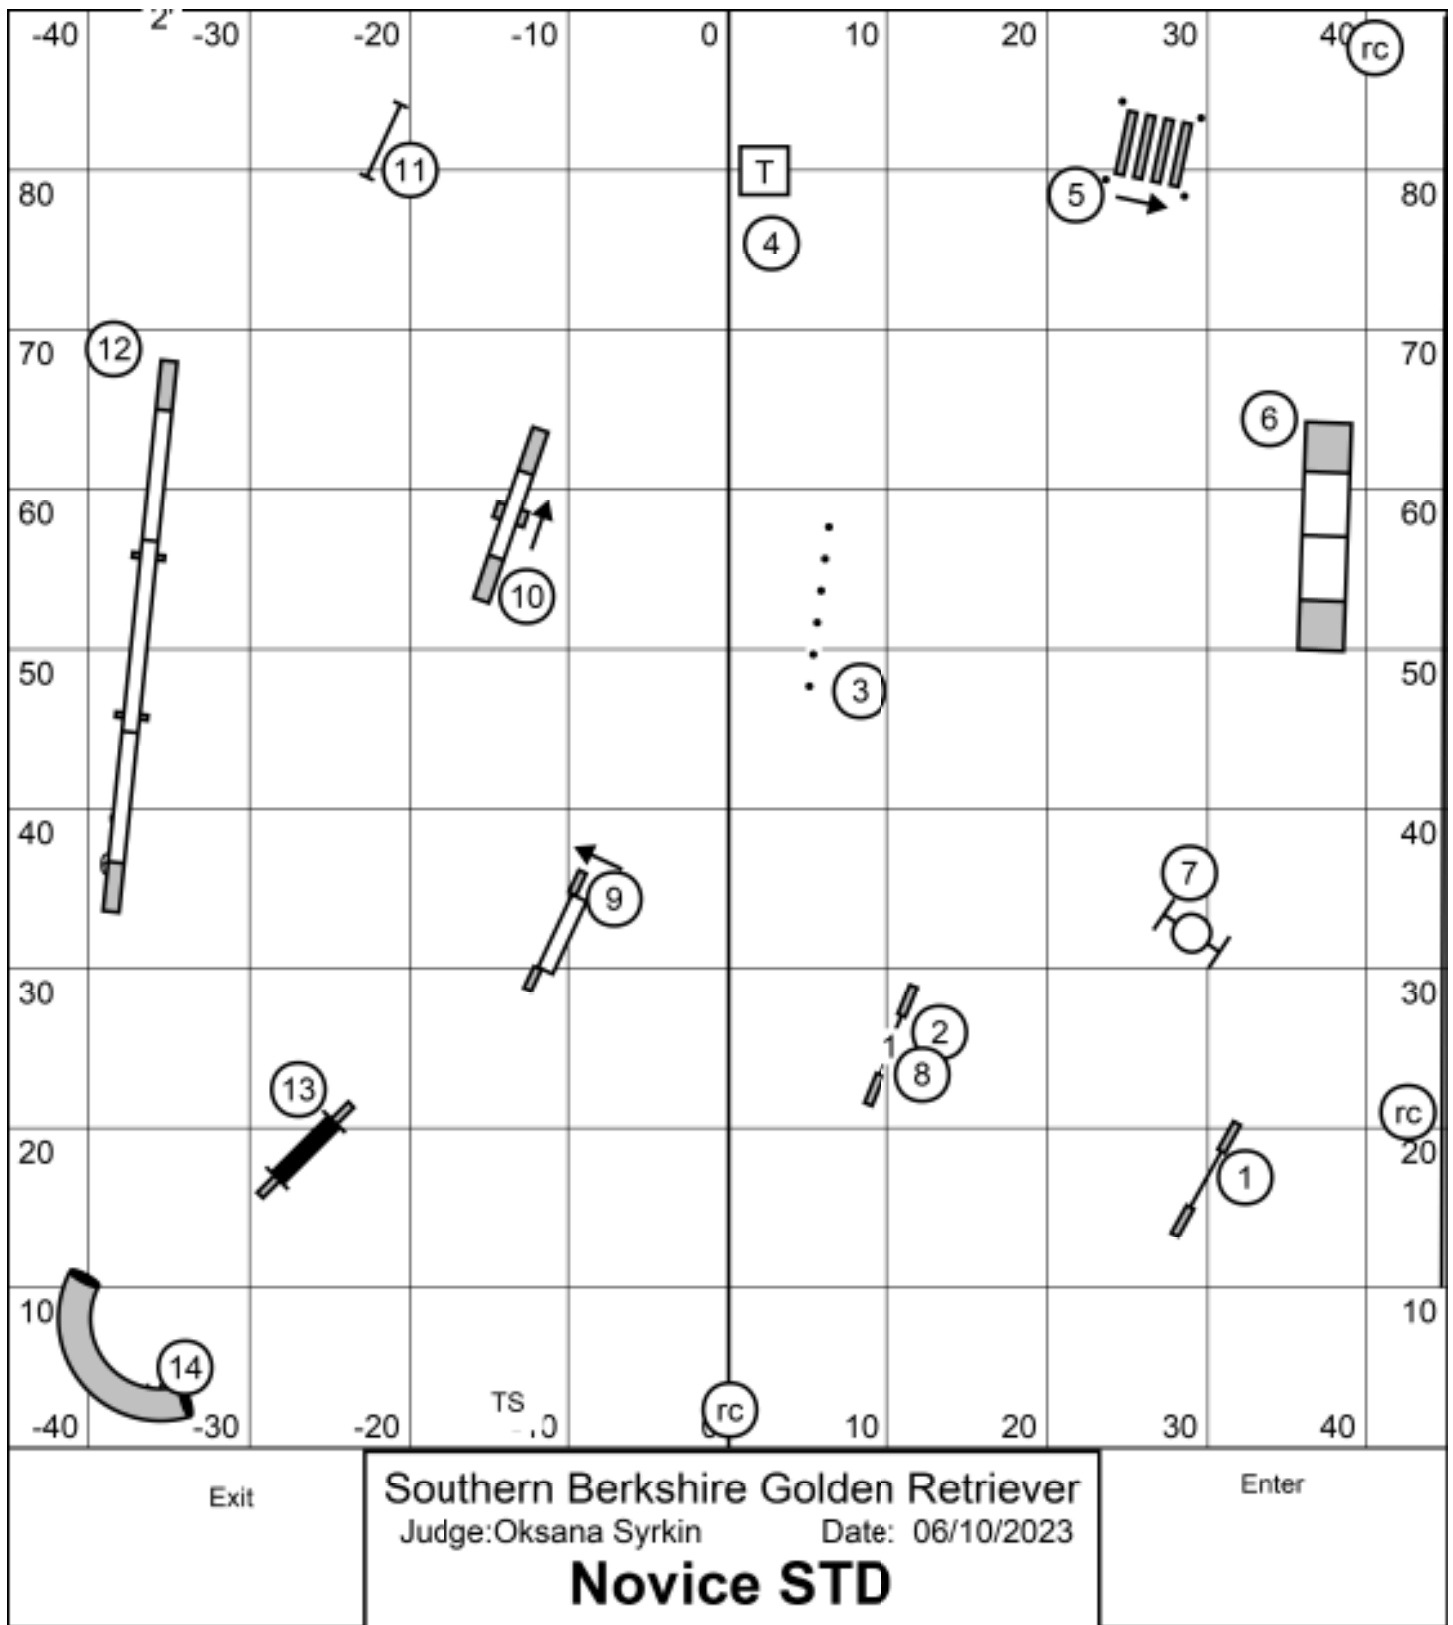 -40 2' -30 -20 -10 0 10 20 30 40 rc
11 T
80 5 80
4
70 12 70
6
60 60
10
50 3 50
40 40
7
9
30 30
1 2
8
13 rc
20 1 20
10 10
14
TS rc
-40 -30 -20 10 20 30 40
Exit Enter
Southern Berkshire Golden Retriever
Judge:Oksana Syrkin Date: 06/10/2023
Novice STD